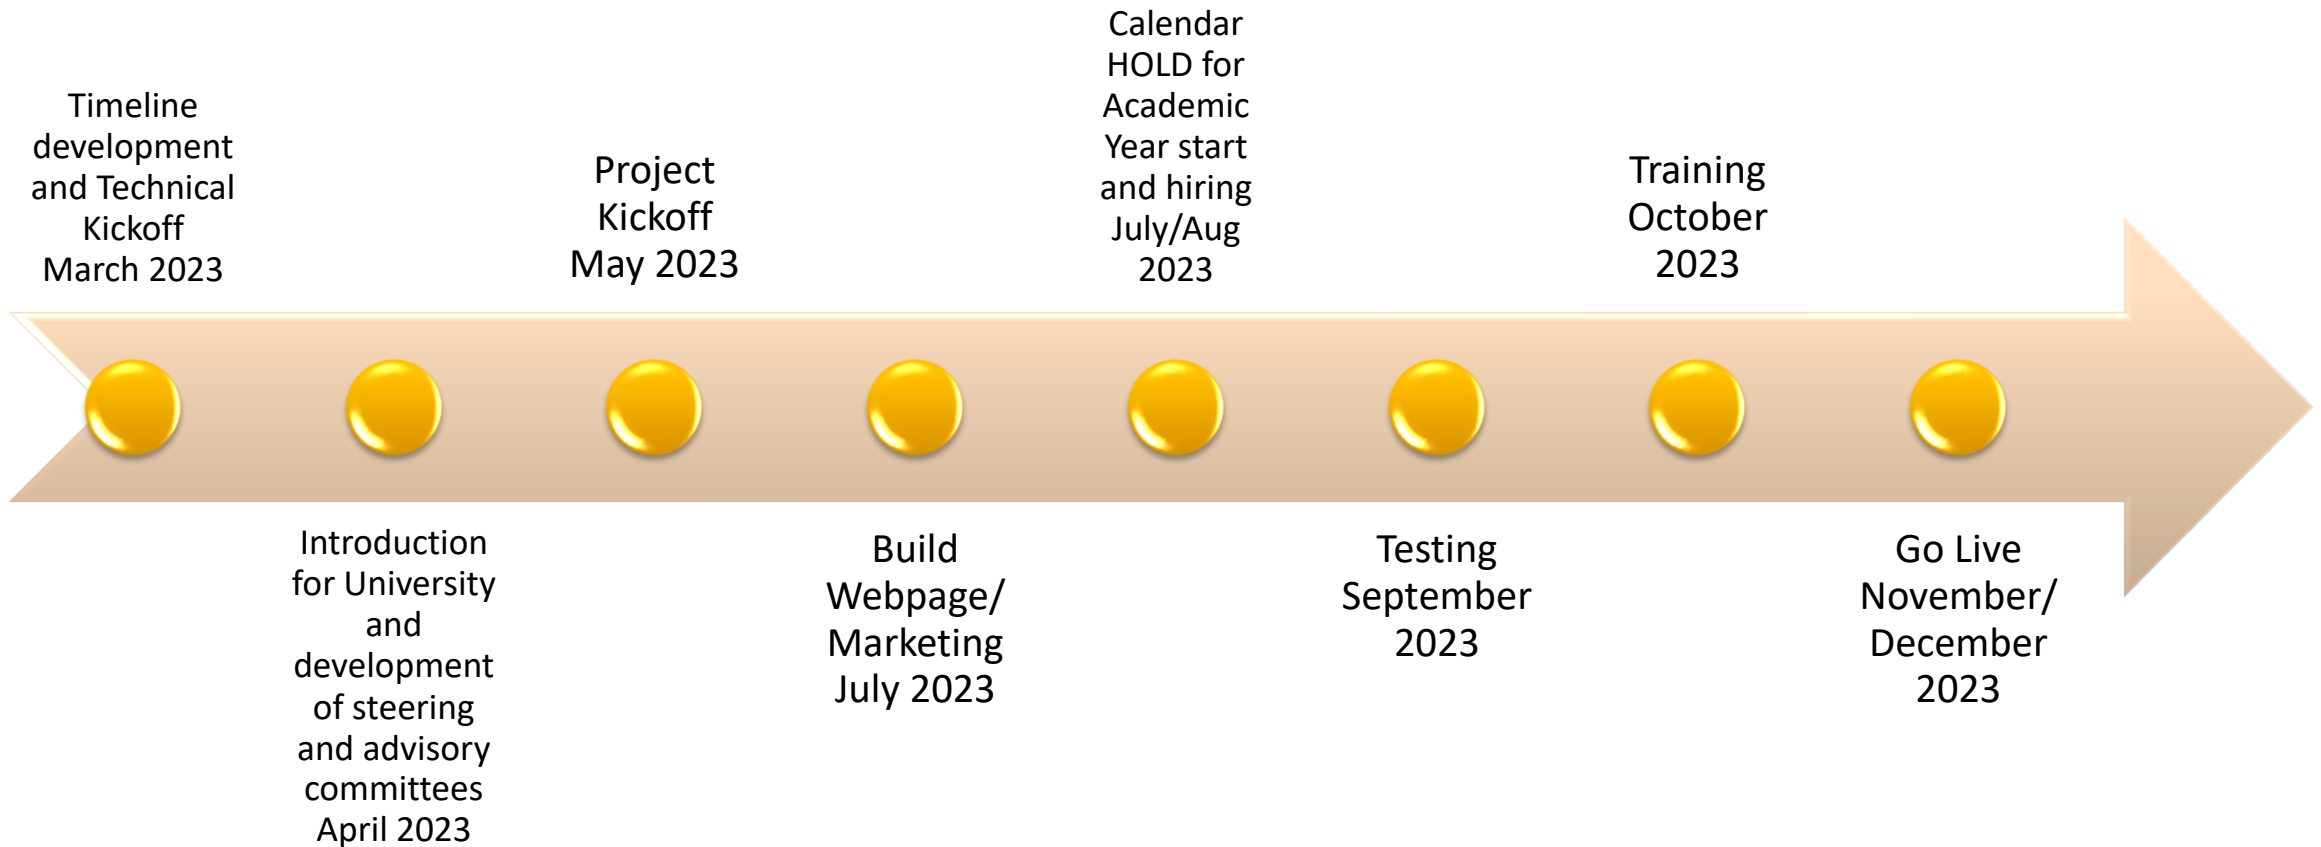 Timeline
development
and Technical
Kickoff
March 2023
Introduction
for University
and
development
of steering
and advisory
committees
April 2023
Project
Kickoff
May 2023
Build
Webpage/
Marketing
July 2023
Calendar
HOLD for
Academic
Year start
and hiring
July/Aug
2023
Testing
September
2023
Training
October
2023
Go Live
November/
December
2023